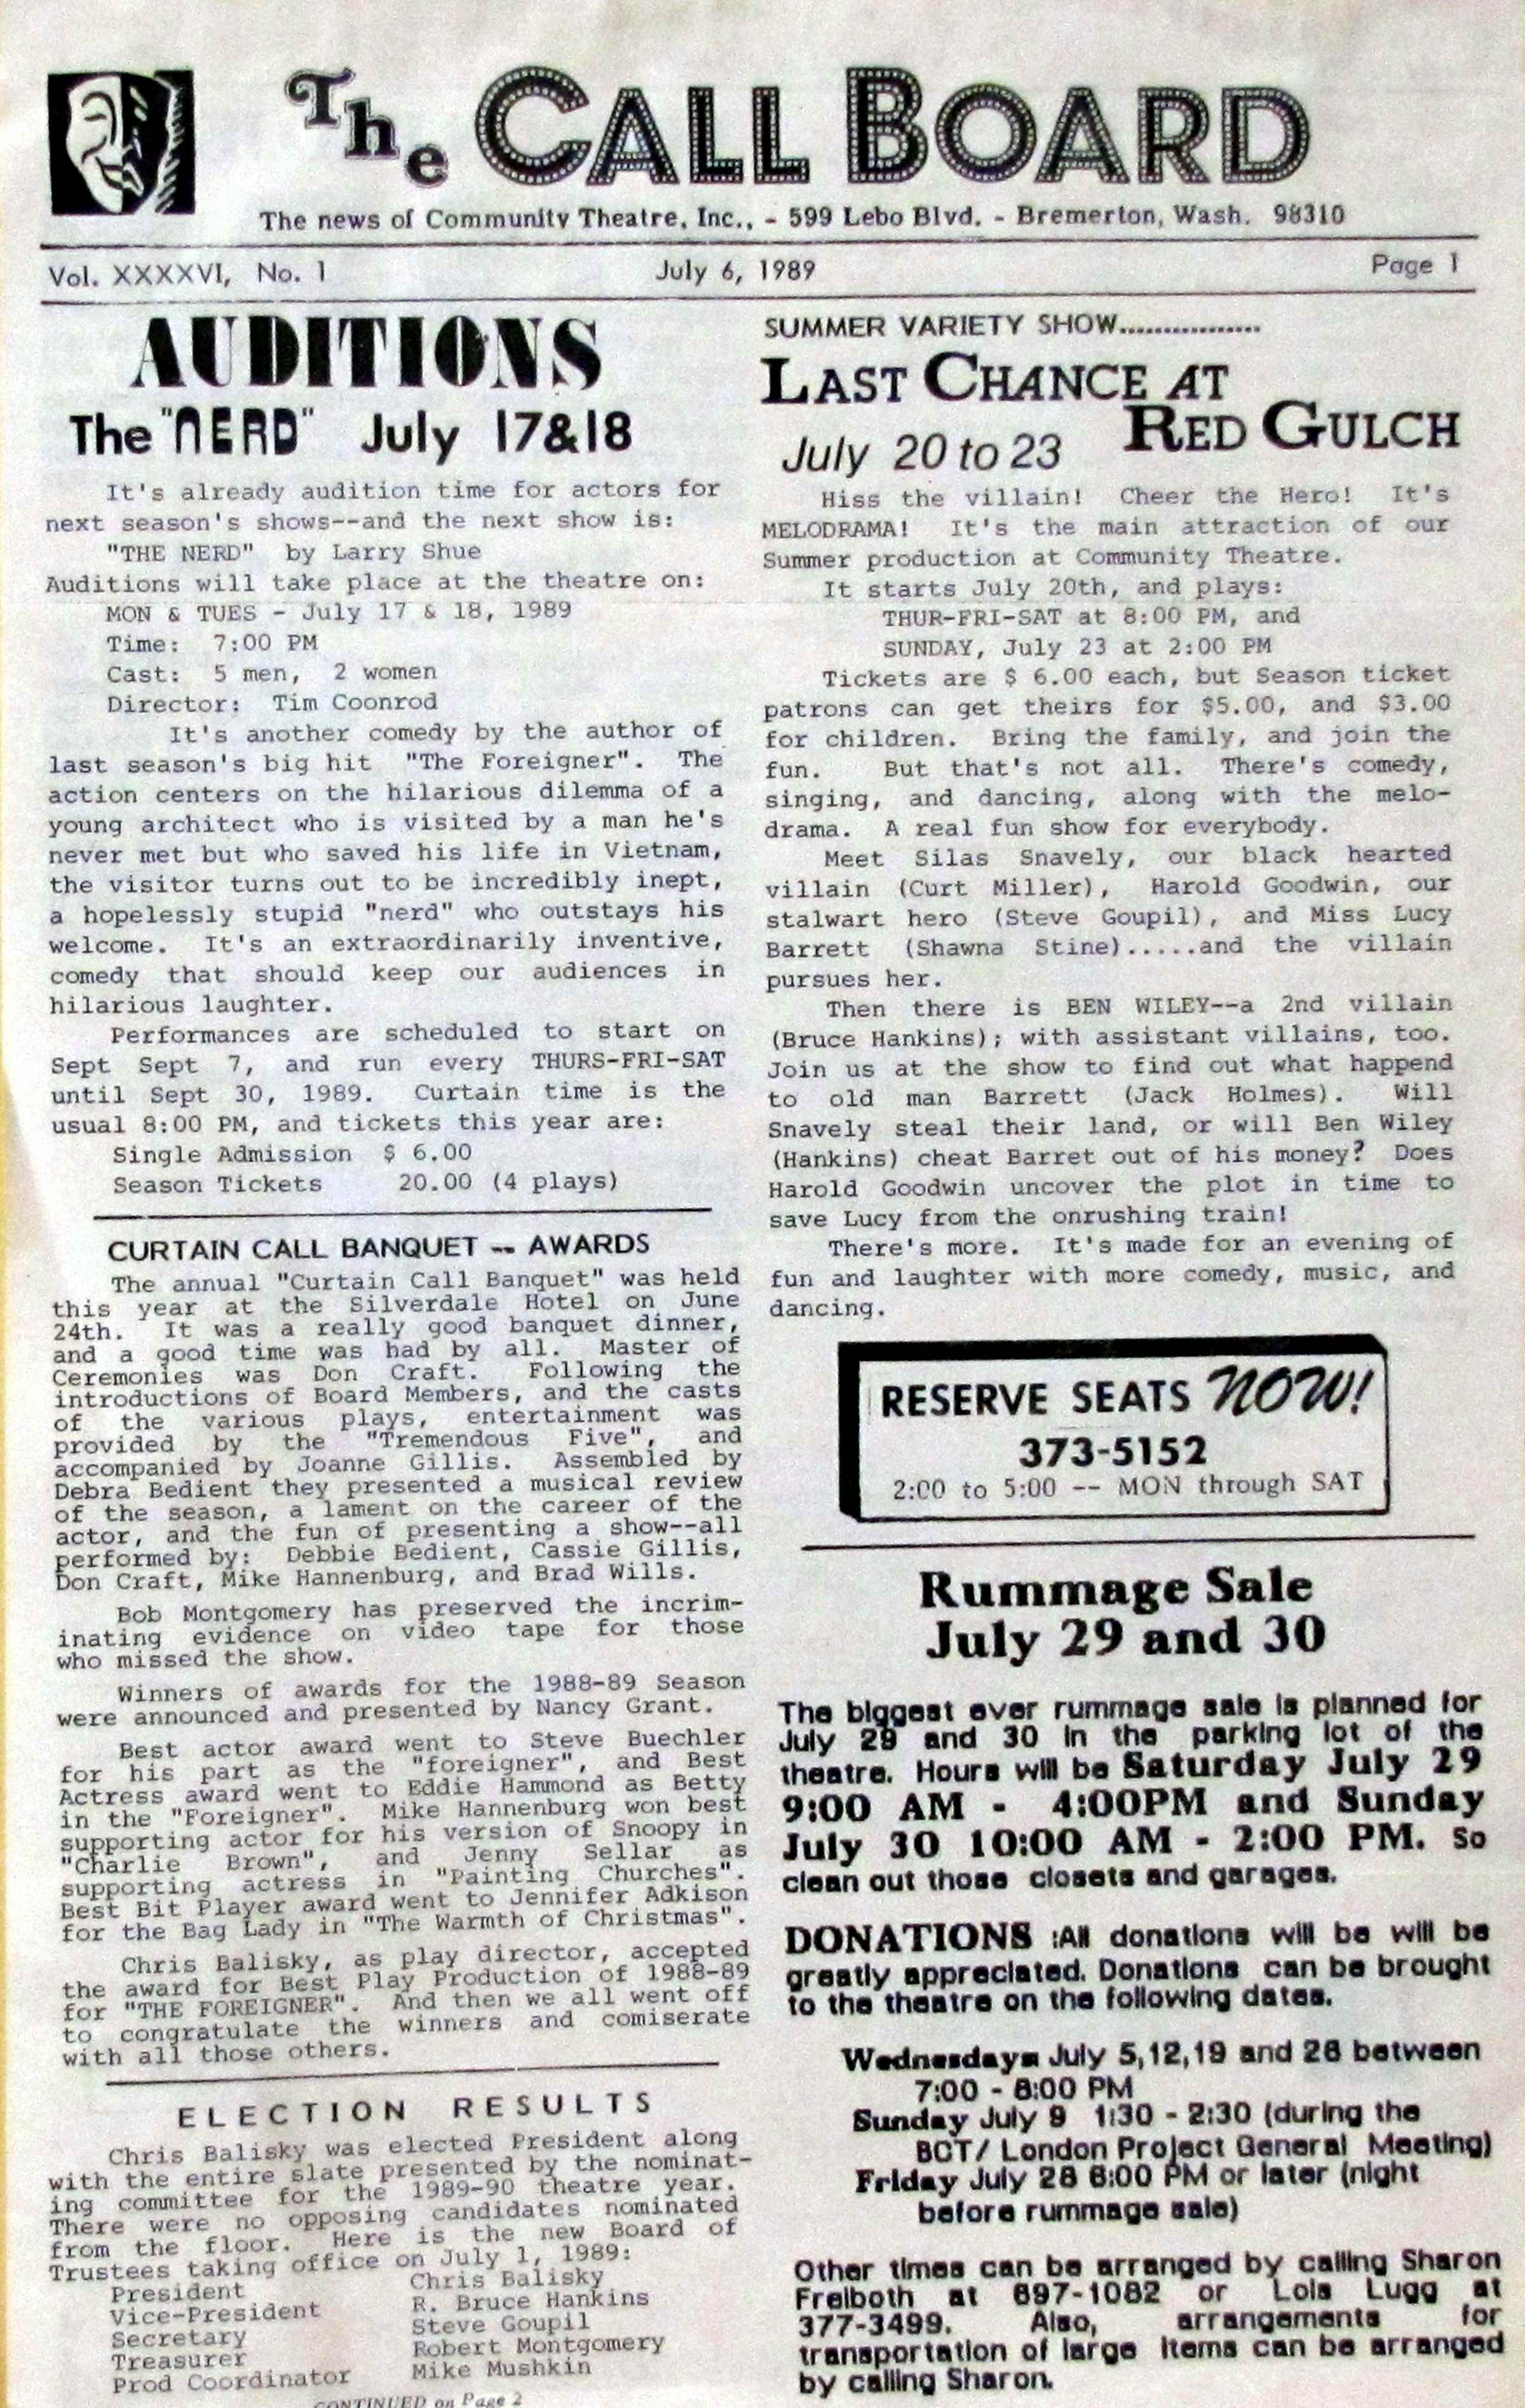 The CALL BOARD
The news of Community Theatre, Inc., - 599 Lebo Blvd. - Bremerton, Wash. 98310
Vol. XXXXVI, No. 1 July 6, 1989 Page 1
AUDITIONS
The "NERD" July 17&18
It's already audition time for actors for
next season's shows--and the next show is:
"THE NERD" by Larry Shue
Auditions will take place at the theatre on:
MON & TUES - July 17 & 18, 1989
Time: 7:00 PM
Cast: 5 men, 2 women
Director: Tim Coonrod
It's another comedy by the author of
last season's big hit "The Foreigner". The
action centers on the hilarious dilemma of a
young architect who is visited by a man he's
never met but who saved his life in Vietnam,
the visitor turns out to be incredibly inept,
a hopelessly stupid "nerd" who outstays his
welcome. It's an extraordinarily inventive,
comedy that should keep our audiences in
hilarious laughter.
Performances are scheduled to start on
Sept Sept 7, and run every THURS-FRI-SAT
until Sept 30, 1989. Curtain time is the
usual 8:00 PM, and tickets this year are:
Single Admission $ 6.00
Season Tickets 20.00 (4 plays)
CURTAIN CALL BANQUET -- AWARDS
The annual "Curtain Call Banquet" was held
this year at the Silverdale Hotel on June
24th. It was a really good banquet dinner,
and a good time was had by all. Master of
Ceremonies was Don Craft. Following the
introductions of Board Members, and the casts
of the various plays, entertainment was
provided by the "Tremendous Five", and
accompanied by Joanne Gillis. Assembled by
Debra Bedient they presented a musical review
of the season, a lament on the career of the
actor, and the fun of presenting a show--all
performed by: Debbie Bedient, Cassie Gillis,
Don Craft, Mike Hannenburg, and Brad Wills.
Bob Montgomery has preserved the incrim-
inating evidence on video tape for those
who missed the show.
Winners of awards for the 1988-89 Season
were announced and presented by Nancy Grant.
Best actor award went to Steve Buechler
for his part as the "foreigner", and Best
Actress award went to Eddie Hammond as Betty
in the "Foreigner". Mike Hannenburg won best
supporting actor for his version of Snoopy in
"Charlie Brown", and Jenny Sellar as
supporting actress in "Painting Churches".
Best Bit Player award went to Jennifer Adkison
for the Bag Lady in "The Warmth of Christmas".
Chris Balisky, as play director, accepted
the award for Best Play Production of 1988-89
for "THE FOREIGNER". And then we all went off
to congratulate the winners and comiserate
with all those others.
ELECTION RESULTS
Chris Balisky was elected President along
with the entire slate presented by the nominat-
ing committee for the 1989-90 theatre year.
There were no opposing candidates nominated
from the floor. Here is the new Board of
Trustees taking office on July 1, 1989:
President Chris Balisky
Vice-President R. Bruce Hankins
Secretary Steve Goupil
Treasurer Robert Montgomery
Prod Coordinator Mike Mushkin
CONTINUED on Page 2
SUMMER VARIETY SHOW................
LAST CHANCE AT
RED GULCH
July 20 to 23
Hiss the villain! Cheer the Hero! It's
MELODRAMA! It's the main attraction of our
Summer production at Community Theatre.
It starts July 20th, and plays:
THUR-FRI-SAT at 8:00 PM, and
SUNDAY, July 23 at 2:00 PM
Tickets are $ 6.00 each, but Season ticket
patrons can get theirs for $5.00, and $3.00
for children. Bring the family, and join the
fun. But that's not all. There's comedy,
singing, and dancing, along with the melo-
drama. A real fun show for everybody.
Meet Silas Snavely, our black hearted
villain (Curt Miller), Harold Goodwin, our
stalwart hero (Steve Goupil), and Miss Lucy
Barrett (Shawna Stine).....and the villain
pursues her.
Then there is BEN WILEY--a 2nd villain
(Bruce Hankins); with assistant villains, too.
Join us at the show to find out what happend
to old man Barrett (Jack Holmes). Will
Snavely steal their land, or will Ben Wiley
(Hankins) cheat Barret out of his money? Does
Harold Goodwin uncover the plot in time to
save Lucy from the onrushing train!
There's more. It's made for an evening of
fun and laughter with more comedy, music, and
dancing.
RESERVE SEATS NOW!
373-5152
2:00 to 5:00 -- MON through SAT
Rummage Sale
July 29 and 30
The biggest ever rummage sale is planned for
July 29 and 30 in the parking lot of the
theatre. Hours will be Saturday July 29
9:00 AM - 4:00PM and Sunday
July 30 10:00 AM - 2:00 PM. So
clean out those closets and garages.
DONATIONS :All donations will be will be
greatly appreciated. Donations can be brought
to the theatre on the following dates.
Wednesdays July 5,12,19 and 26 between
7:00 - 8:00 PM
Sunday July 9 1:30 - 2:30 (during the
BCT/ London Project General Meeting)
Friday July 28 6:00 PM or later (night
before rummage sale)
Other times can be arranged by calling Sharon
Freiboth at 697-1082 or Lois Lugg at
377-3499. Also, arrangements for
transportation of large items can be arranged
by calling Sharon.